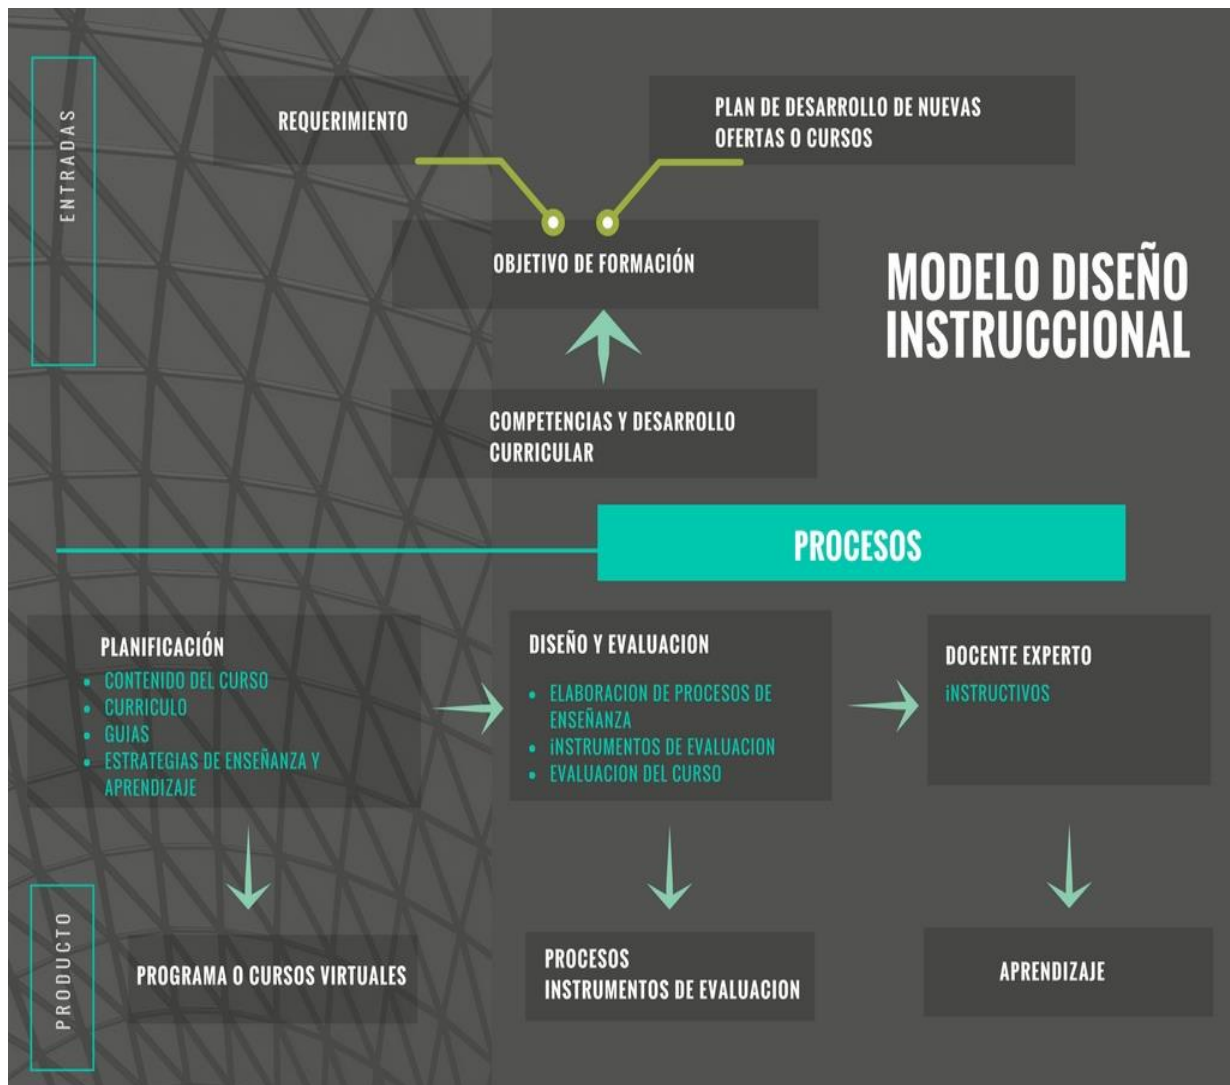 ENTRADAS
REQUERIMIENTO
PLAN DE DESARROLLO DE NUEVAS
OFERTAS O CURSOS
OBJETIVO DE FORMACIÓN
MODELO DISEÑO
INSTRUCCIONAL
COMPETENCIAS Y DESARROLLO
CURRICULAR
PROCESOS
PLANIFICACIÓN
• CONTENIDO DEL CURSO
• CURRICULO
• GUIAS
• ESTRATEGIAS DE ENSEÑANZA Y
APRENDIZAJE
DISEÑO Y EVALUACION
• ELABORACION DE PROCESOS DE
ENSEÑANZA
• iNSTRUMENTOS DE EVALUACION
• EVALUACION DEL CURSO
DOCENTE EXPERTO
iNSTRUCTIVOS
PRODUCTO
PROGRAMA O CURSOS VIRTUALES
PROCESOS
INSTRUMENTOS DE EVALUACION
APRENDIZAJE